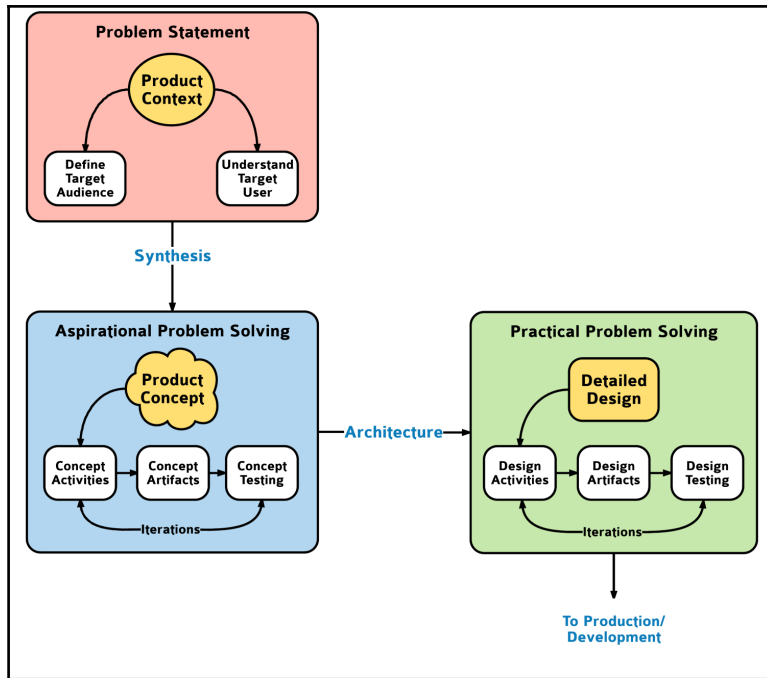 Problem Statement
Product
Context
Define
Target
Audience
Understand
Target
User
Synthesis
Aspirational Problem Solving
Product
Concept
Concept
Activities
Concept
Artifacts
Concept
Testing
Iterations
Architecture
Practical Problem Solving
Detailed
Design
Design
Activities
Design
Artifacts
Design
Testing
Iterations
To Production/
Development